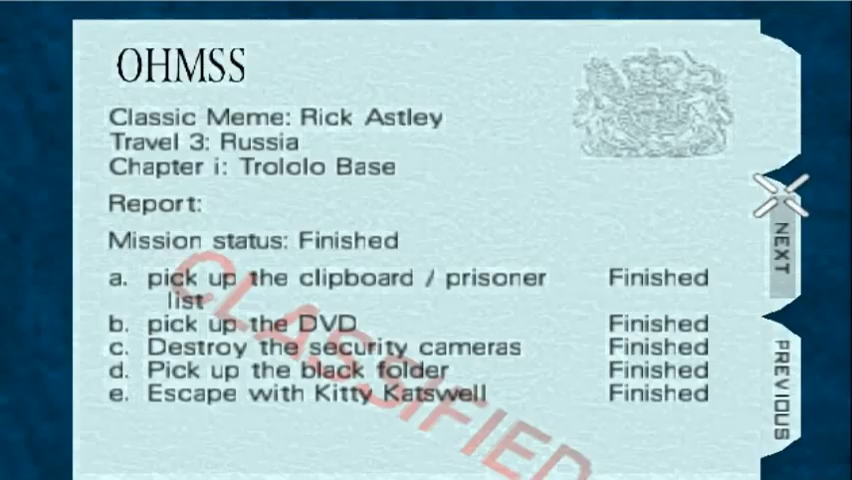 OHMSS
Classic Meme: Rick Astley
Travel 3: Russia
Chapter i: Trololo Base
Report:
Mission status: Finished
a. pick up the clipboard / prisoner list Finished
b. pick up the DVD Finished
c. Destroy the security cameras Finished
d. Pick up the black folder Finished
e. Escape with Kitty Katswell Finished
CLASSIFIED
NEXT
PREVIOUS